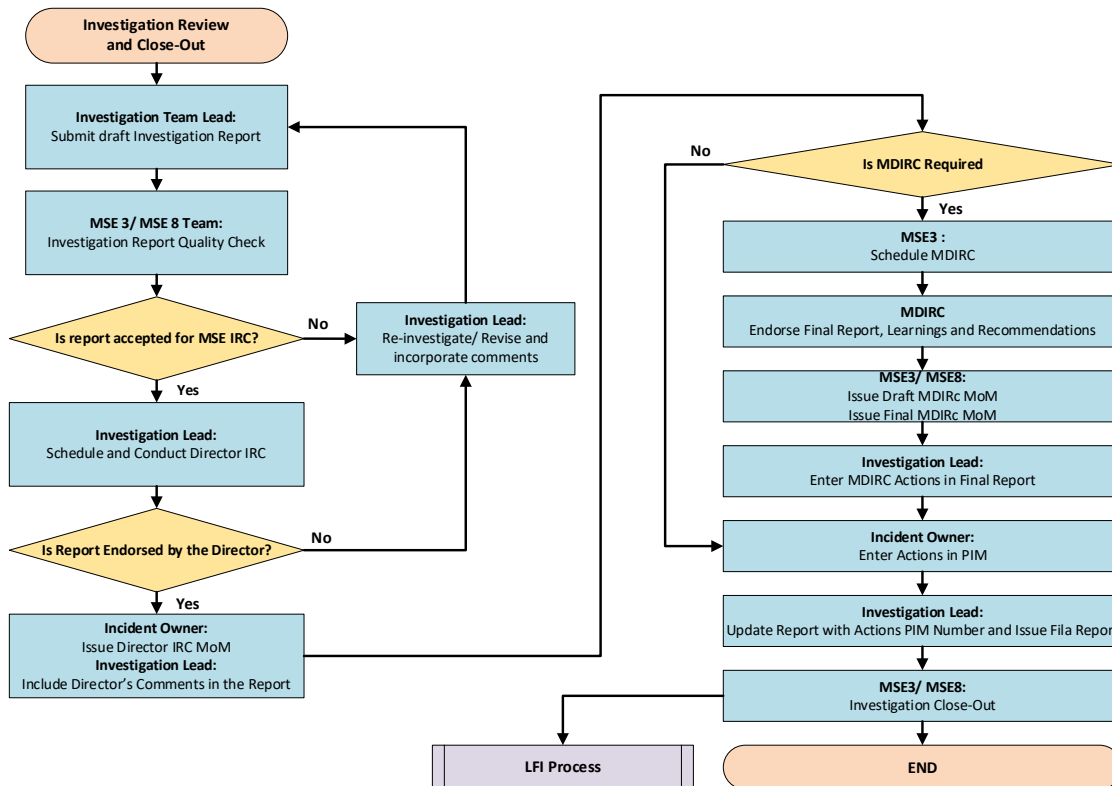 Investigation Review
and Close-Out
Investigation Team Lead:
Submit draft Investigation Report
MSE 3/ MSE 8 Team:
Investigation Report Quality Check
Is report accepted for MSE IRC?
No
Yes
Investigation Lead:
Re-investigate/ Revise and
incorporate comments
Investigation Lead:
Schedule and Conduct Director IRC
Is Report Endorsed by the Director?
No
Yes
Incident Owner:
Issue Director IRC MoM
Investigation Lead:
Include Director's Comments in the Report
Is MDIRC Required
No
Yes
MSE3 :
Schedule MDIRC
MDIRC
Endorse Final Report, Learnings and Recommendations
MSE3/ MSE8:
Issue Draft MDIRc MoM
Issue Final MDIRc MoM
Investigation Lead:
Enter MDIRC Actions in Final Report
Incident Owner:
Enter Actions in PIM
Investigation Lead:
Update Report with Actions PIM Number and Issue Fila Report
MSE3/ MSE8:
Investigation Close-Out
LFI Process
END